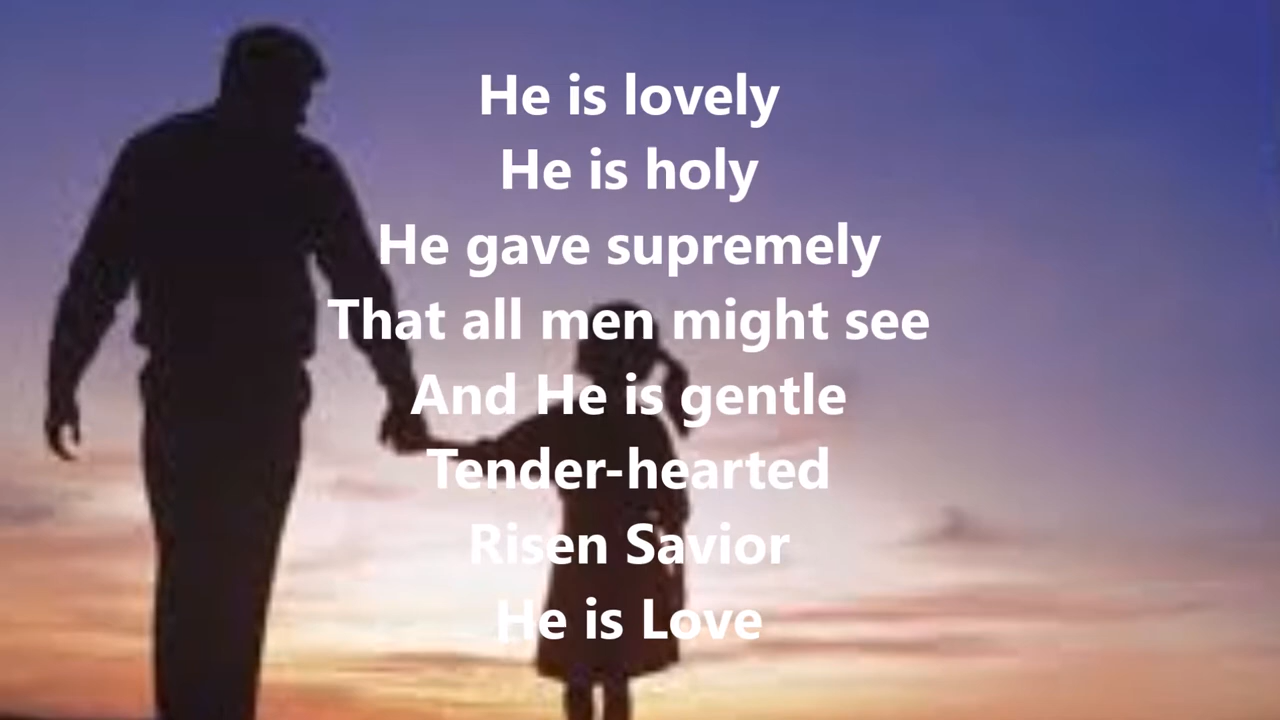 He is lovely
He is holy
He gave supremely
That all men might see
And He is gentle
Tender-hearted
Risen Savior
He is Love